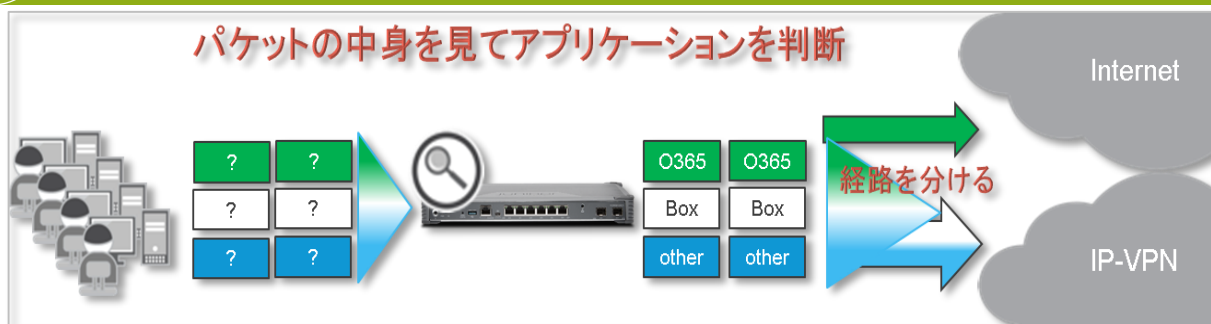 パケットの中身を見てアプリケーションを判断
Internet
? ?
? ?
? ?
O365 O365
Box Box
other other
経路を分ける
IP-VPN